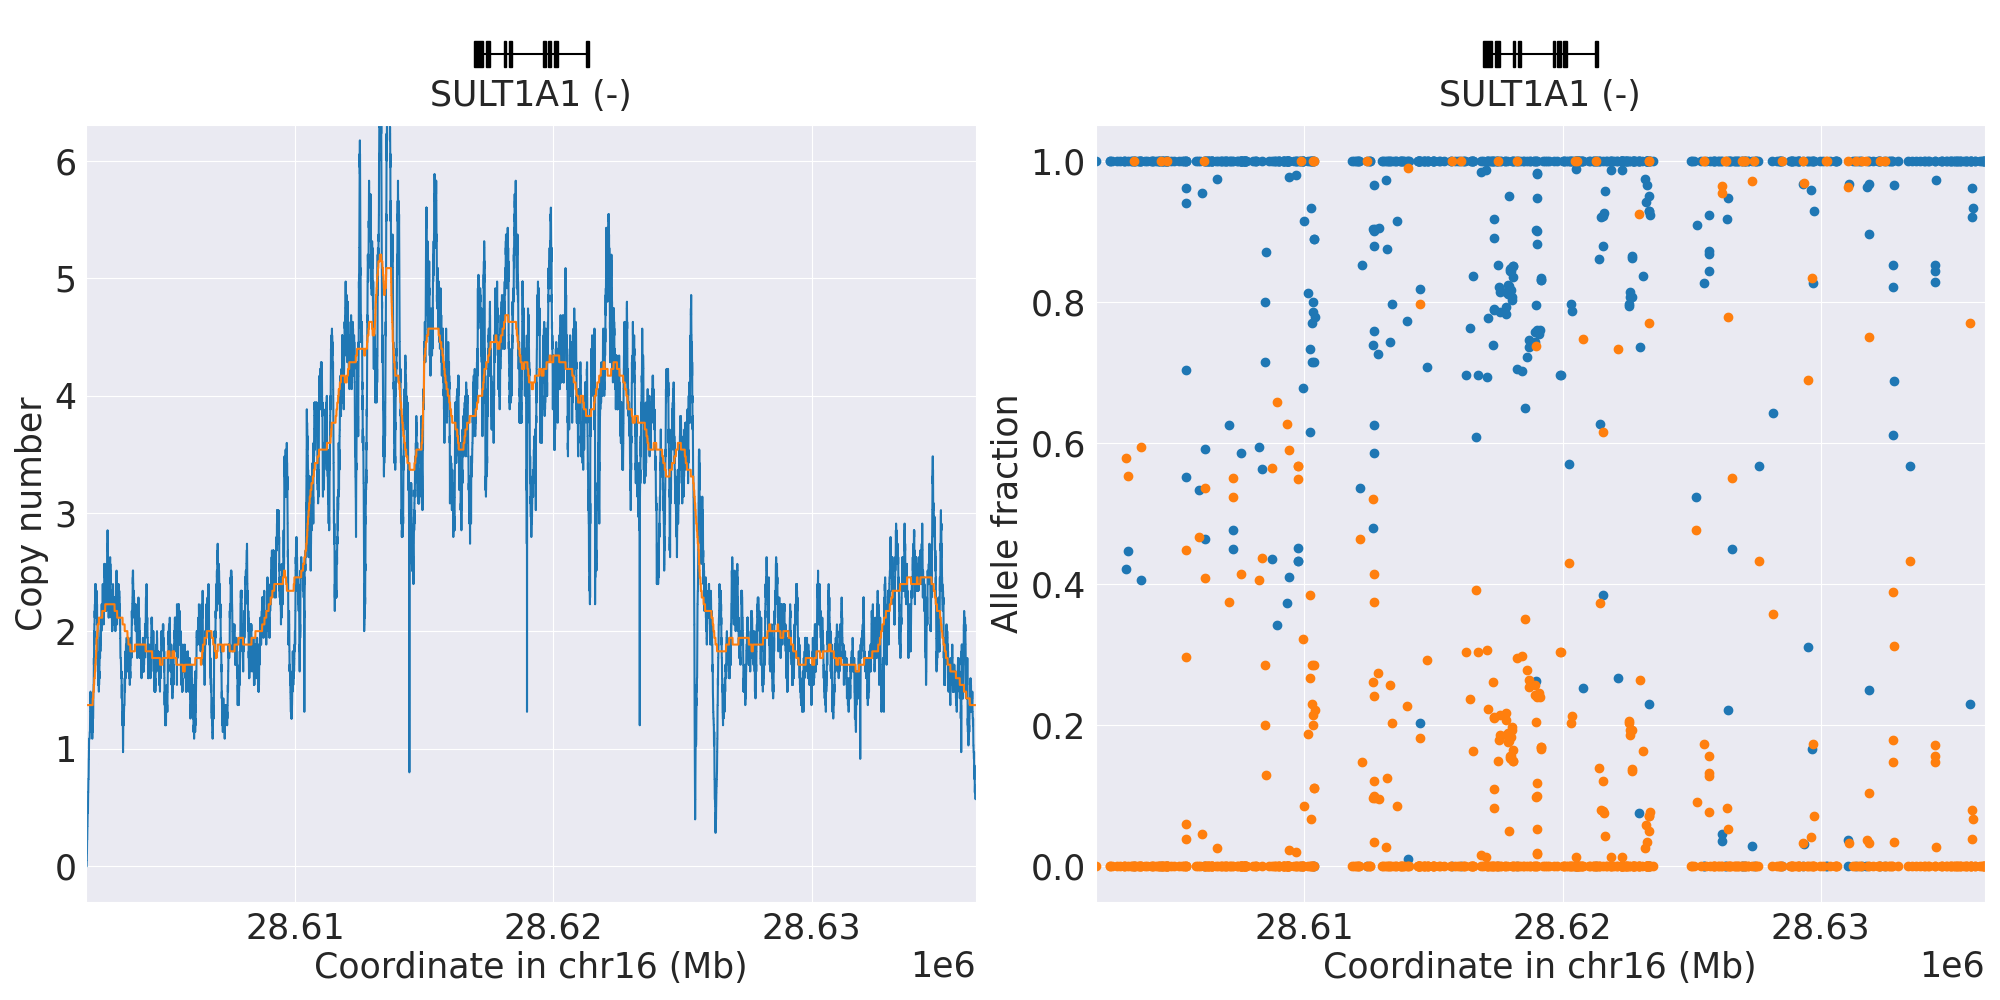 SULT1A1 (-)
Copy number
6
5
4
3
2
1
0
28.61 28.62 28.63
Coordinate in chr16 (Mb)
1e6
SULT1A1 (-)
Allele fraction
1.0
0.8
0.6
0.4
0.2
0.0
28.61 28.62 28.63
Coordinate in chr16 (Mb)
1e6